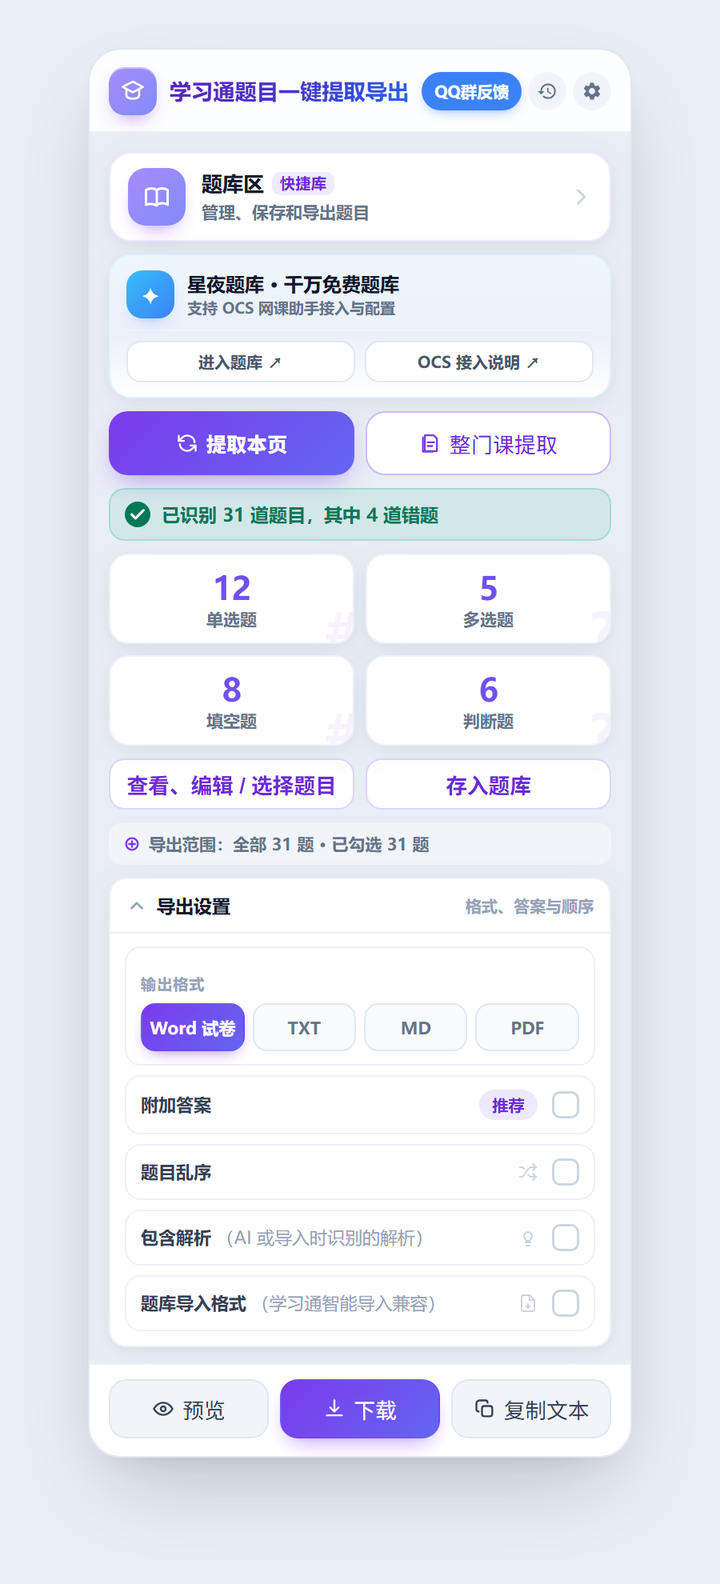 学习通题目一键提取导出
QQ群反馈
题库区 快捷库
管理、保存和导出题目
星夜题库・千万免费题库
支持 OCS 网课助手接入与配置
进入题库 ↗
OCS 接入说明 ↗
提取本页
整门课提取
已识别 31 道题目，其中 4 道错题
12
单选题
#
5
多选题
?
8
填空题
#
6
判断题
?
查看、编辑 / 选择题目
存入题库
导出范围：全部 31 题・已勾选 31 题
导出设置
格式、答案与顺序
输出格式
Word 试卷
TXT
MD
PDF
附加答案
推荐
题目乱序
包含解析 （AI 或导入时识别的解析）
题库导入格式 （学习通智能导入兼容）
预览
下载
复制文本